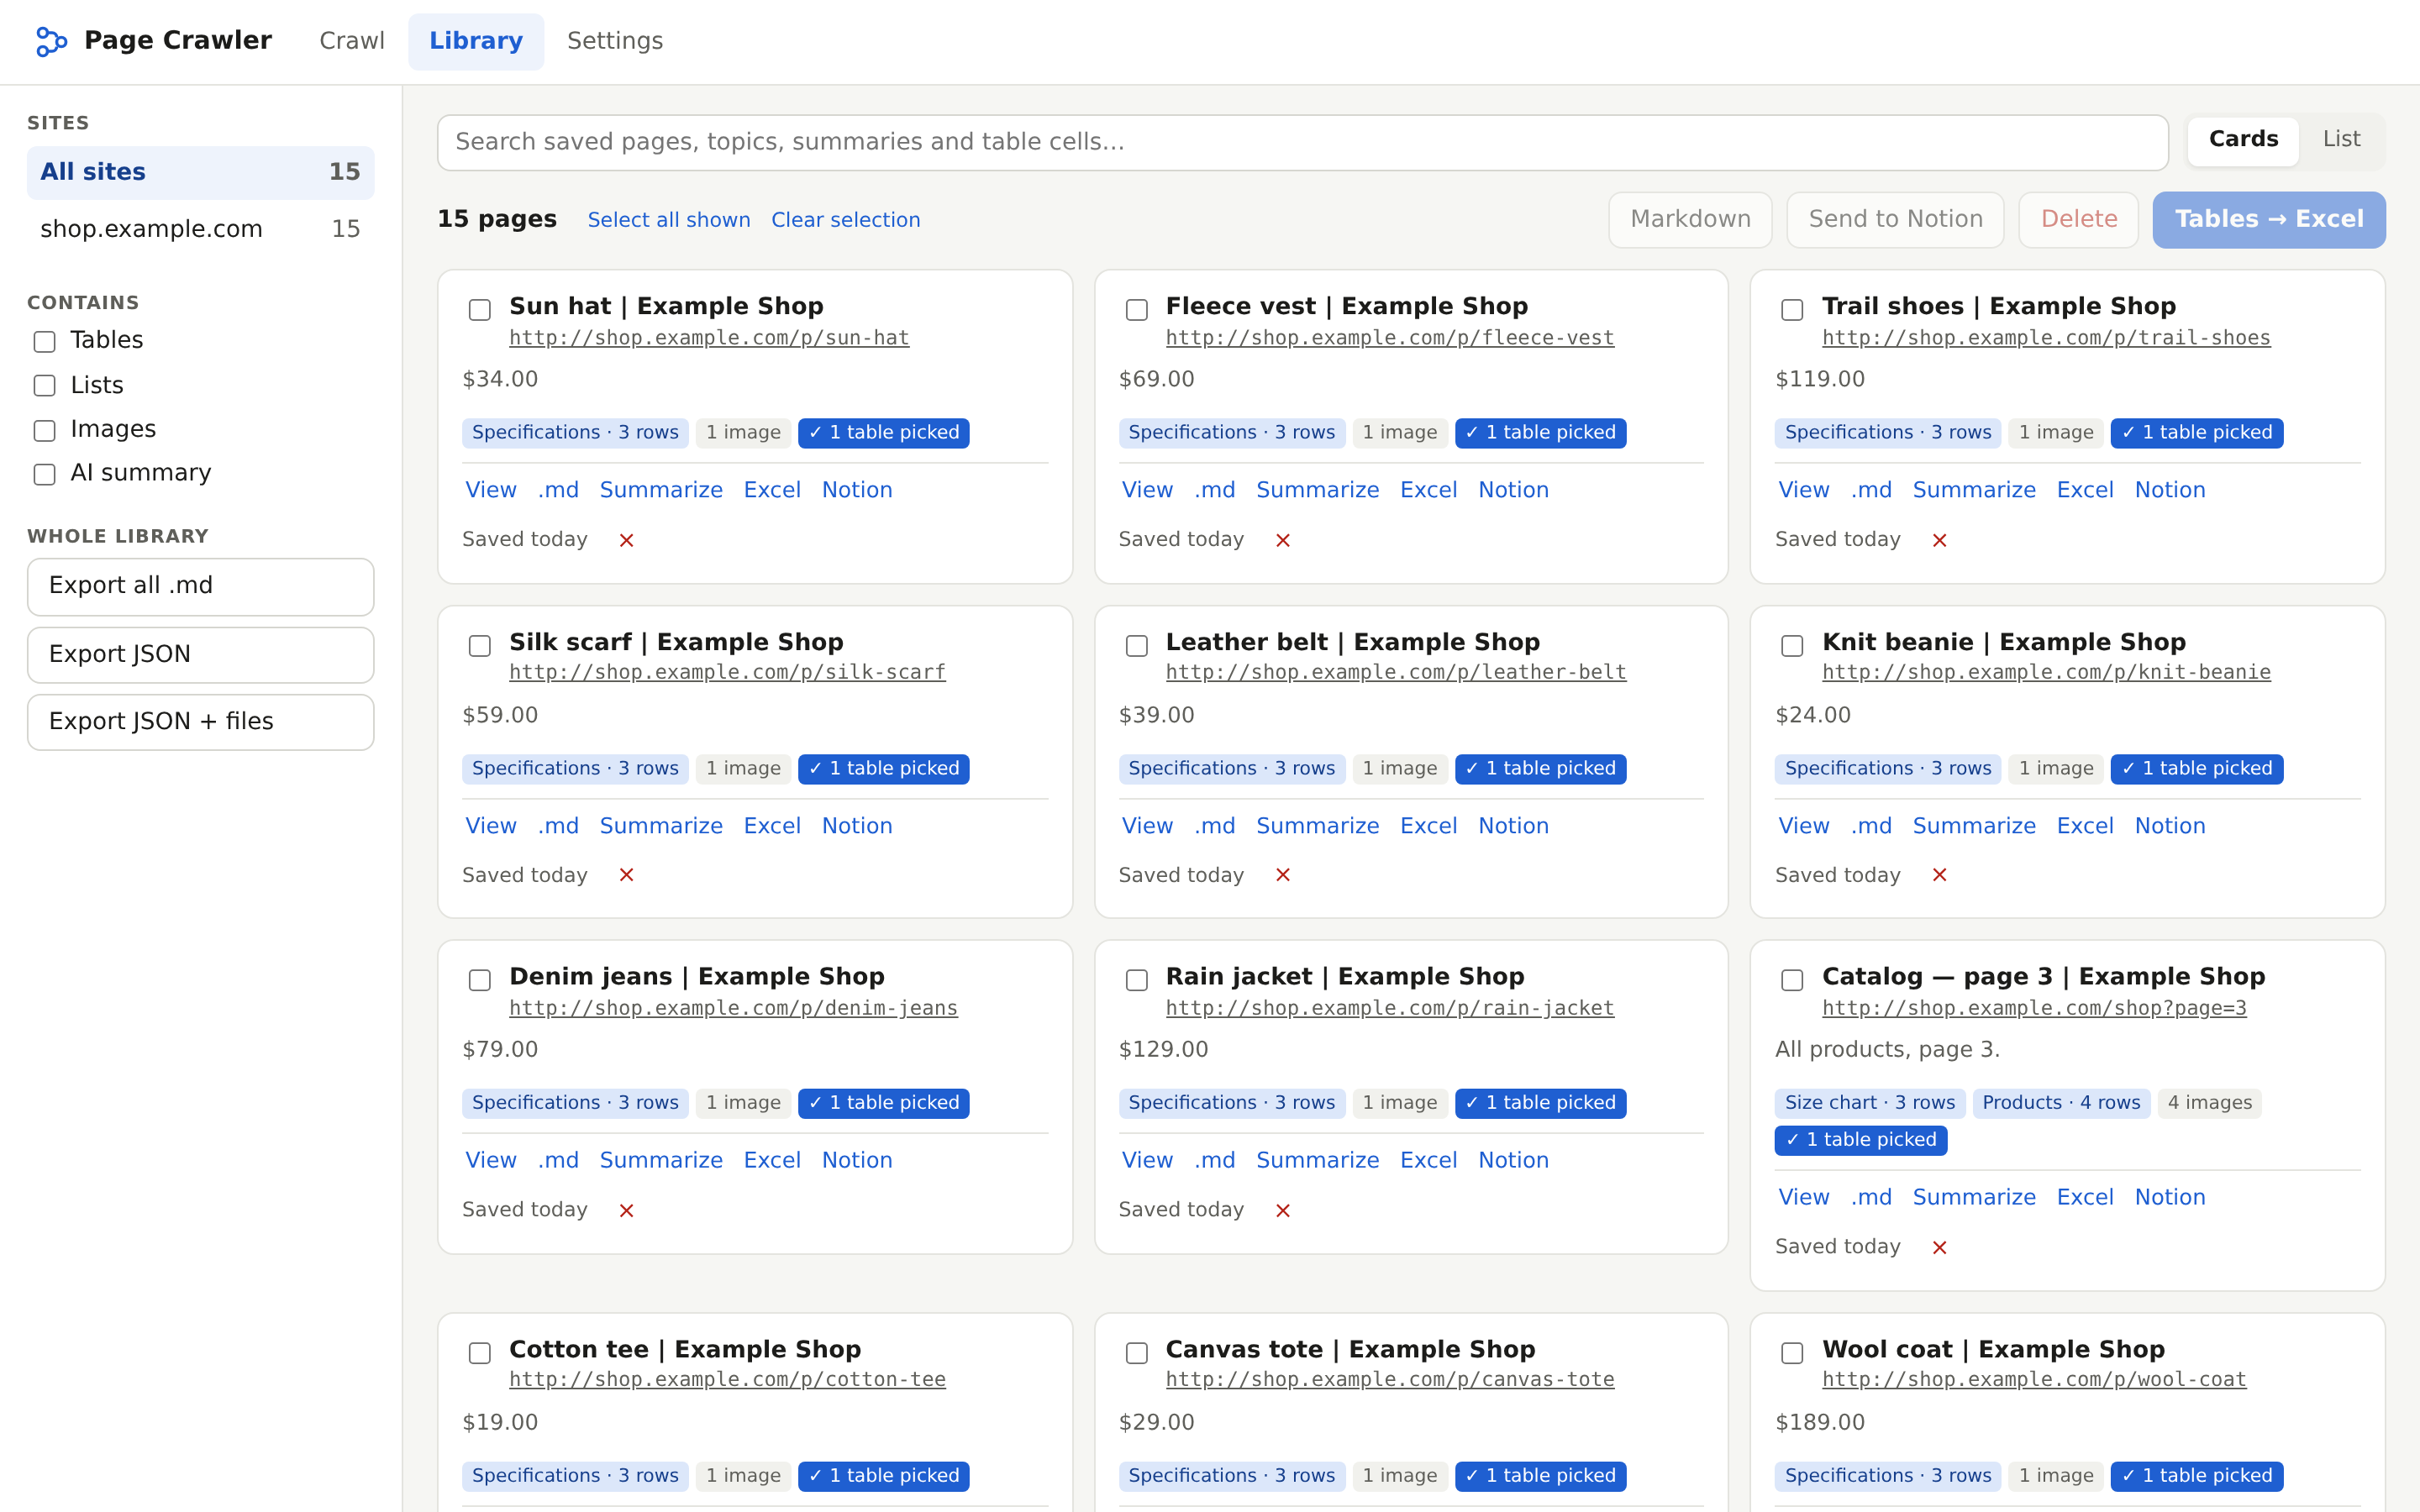 Page Crawler Crawl Library Settings
SITES
All sites 15
shop.example.com 15
CONTAINS
Tables
Lists
Images
AI summary
WHOLE LIBRARY
Export all .md
Export JSON
Export JSON + files
Search saved pages, topics, summaries and table cells...
Cards List
15 pages Select all shown Clear selection Markdown Send to Notion Delete Tables → Excel
Sun hat | Example Shop
http://shop.example.com/p/sun-hat
$34.00
Specifications · 3 rows 1 image ✓ 1 table picked
View .md Summarize Excel Notion
Saved today ×
Fleece vest | Example Shop
http://shop.example.com/p/fleece-vest
$69.00
Specifications · 3 rows 1 image ✓ 1 table picked
View .md Summarize Excel Notion
Saved today ×
Trail shoes | Example Shop
http://shop.example.com/p/trail-shoes
$119.00
Specifications · 3 rows 1 image ✓ 1 table picked
View .md Summarize Excel Notion
Saved today ×
Silk scarf | Example Shop
http://shop.example.com/p/silk-scarf
$59.00
Specifications · 3 rows 1 image ✓ 1 table picked
View .md Summarize Excel Notion
Saved today ×
Leather belt | Example Shop
http://shop.example.com/p/leather-belt
$39.00
Specifications · 3 rows 1 image ✓ 1 table picked
View .md Summarize Excel Notion
Saved today ×
Knit beanie | Example Shop
http://shop.example.com/p/knit-beanie
$24.00
Specifications · 3 rows 1 image ✓ 1 table picked
View .md Summarize Excel Notion
Saved today ×
Denim jeans | Example Shop
http://shop.example.com/p/denim-jeans
$79.00
Specifications · 3 rows 1 image ✓ 1 table picked
View .md Summarize Excel Notion
Saved today ×
Rain jacket | Example Shop
http://shop.example.com/p/rain-jacket
$129.00
Specifications · 3 rows 1 image ✓ 1 table picked
View .md Summarize Excel Notion
Saved today ×
Catalog — page 3 | Example Shop
http://shop.example.com/shop?page=3
All products, page 3.
Size chart · 3 rows Products · 4 rows 4 images
✓ 1 table picked
View .md Summarize Excel Notion
Saved today ×
Cotton tee | Example Shop
http://shop.example.com/p/cotton-tee
$19.00
Specifications · 3 rows 1 image ✓ 1 table picked
Canvas tote | Example Shop
http://shop.example.com/p/canvas-tote
$29.00
Specifications · 3 rows 1 image ✓ 1 table picked
Wool coat | Example Shop
http://shop.example.com/p/wool-coat
$189.00
Specifications · 3 rows 1 image ✓ 1 table picked